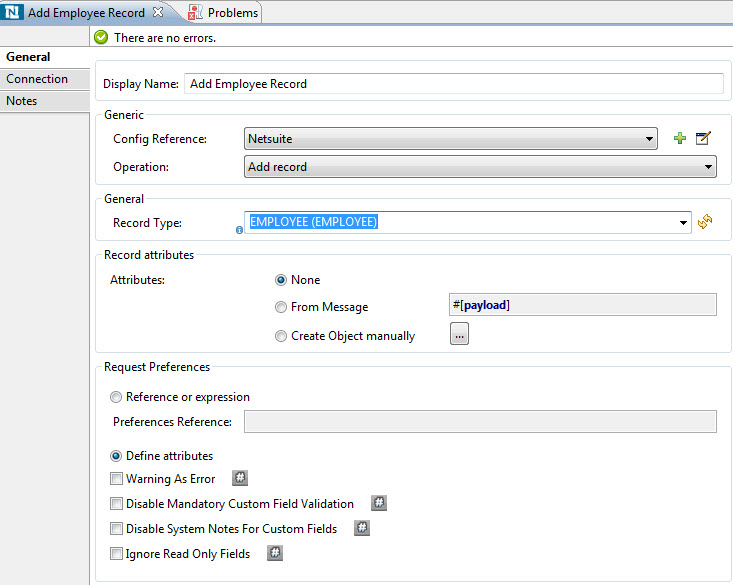 N Add Employee Record Problems
There are no errors.
General
Connection
Notes
Display Name: Add Employee Record
Generic
Config Reference: Netsuite
Operation: Add record
General
Record Type: EMPLOYEE (EMPLOYEE)
Record attributes
Attributes: None
From Message #[payload]
Create Object manually ...
Request Preferences
Reference or expression
Preferences Reference:
Define attributes
Warning As Error #
Disable Mandatory Custom Field Validation #
Disable System Notes For Custom Fields #
Ignore Read Only Fields #